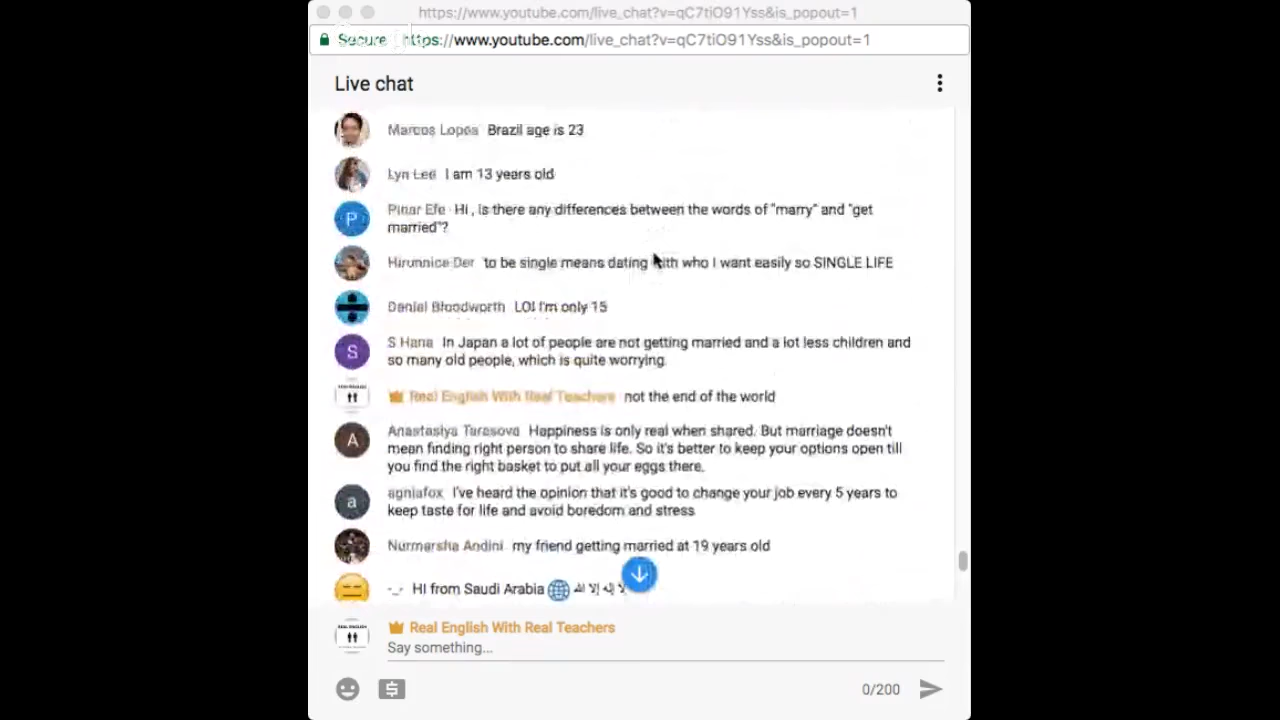 https://www.youtube.com/live_chat?v=qC7tiO91Yss&is_popout=1
Secure https://www.youtube.com/live_chat?v=qC7tiO91Yss&is_popout=1
Live chat
Marcos Lopes Brazil age is 23
Lyn Lee I am 13 years old
P
Pinar Efe Hi , is there any differences between the words of "marry" and "get
married"?
Hirunnica Der to be single means dating with who I want easily so SINGLE LIFE
Daniel Bloodworth LOl I'm only 15
S
S Hana In Japan a lot of people are not getting married and a lot less children and
so many old people, which is quite worrying.
Real English With Real Teachers not the end of the world
A
Anastasiya Tarasova Happiness is only real when shared. But marriage doesn't
mean finding right person to share life. So it's better to keep your options open till
you find the right basket to put all your eggs there.
a
agniafox I've heard the opinion that it's good to change your job every 5 years to
keep taste for life and avoid boredom and stress
Nurmarsha Andini my friend getting married at 19 years old
-_- HI from Saudi Arabia
REAL ENGLISH
Real English With Real Teachers
Say something...
0/200